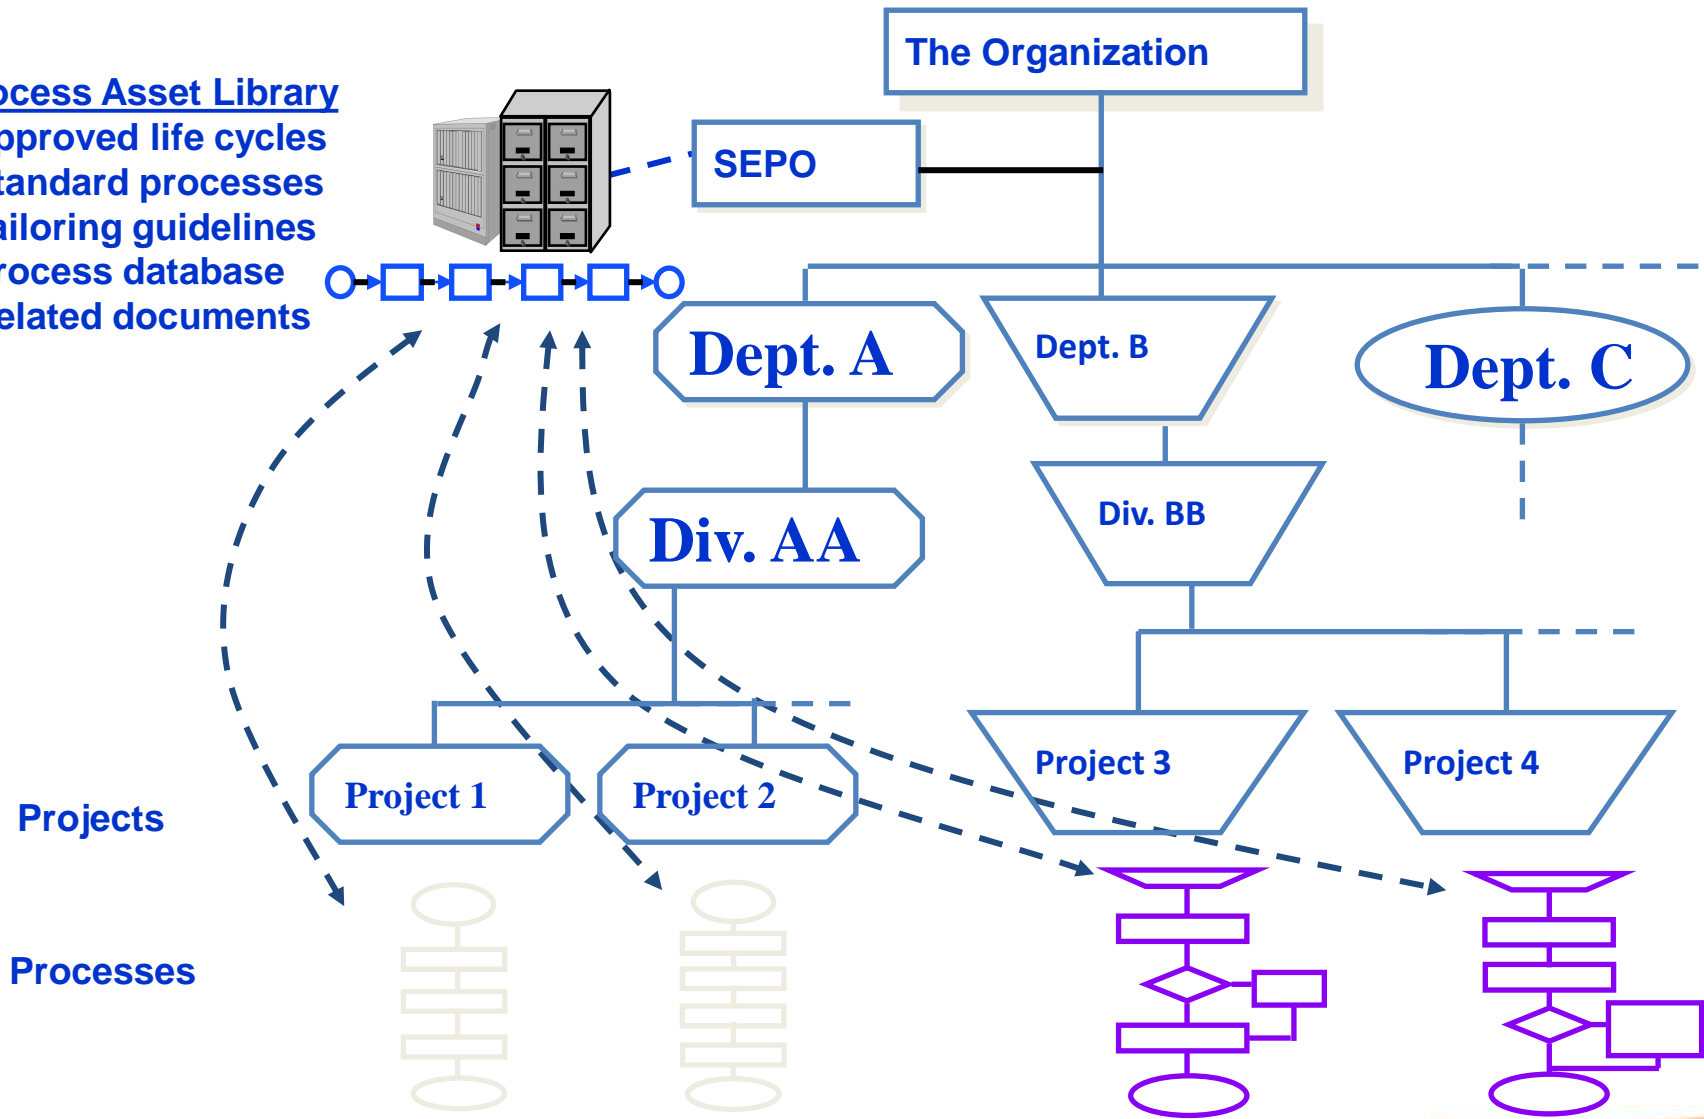 The Organization
ocess Asset Library
pproved life cycles
tandard processes
ailoring guidelines
rocess database
elated documents
SEPO
Dept. A
Dept. B
Dept. C
Div. AA
Div. BB
Project 1
Project 2
Project 3
Project 4
Projects
Processes